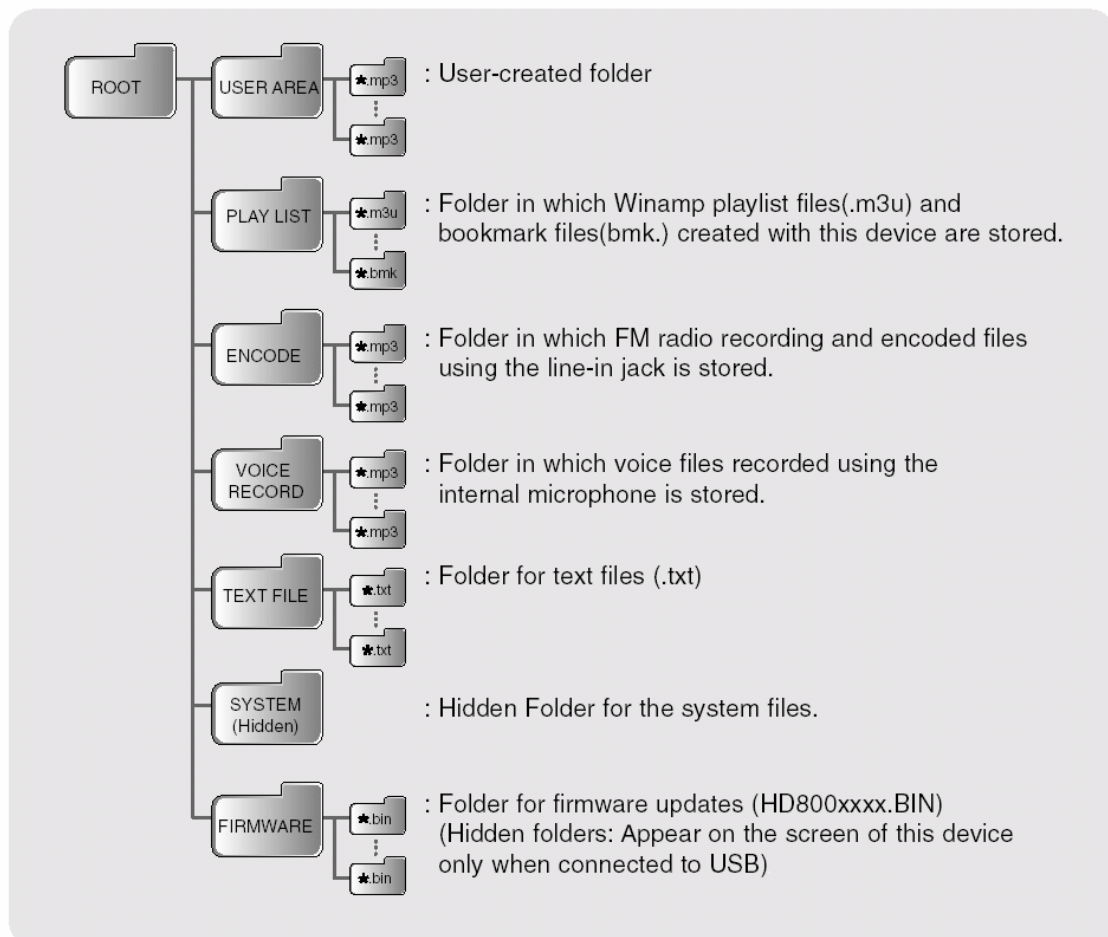 ROOT
USER AREA
*.mp3
*.mp3
: User-created folder
PLAY LIST
*.m3u
*.bmk
: Folder in which Winamp playlist files(.m3u) and
bookmark files(bmk.) created with this device are stored.
ENCODE
*.mp3
*.mp3
: Folder in which FM radio recording and encoded files
using the line-in jack is stored.
VOICE
RECORD
*.mp3
*.mp3
: Folder in which voice files recorded using the
internal microphone is stored.
TEXT FILE
*.txt
*.txt
: Folder for text files (.txt)
SYSTEM
(Hidden)
: Hidden Folder for the system files.
FIRMWARE
*.bin
*.bin
: Folder for firmware updates (HD800xxxx.BIN)
(Hidden folders: Appear on the screen of this device
only when connected to USB)